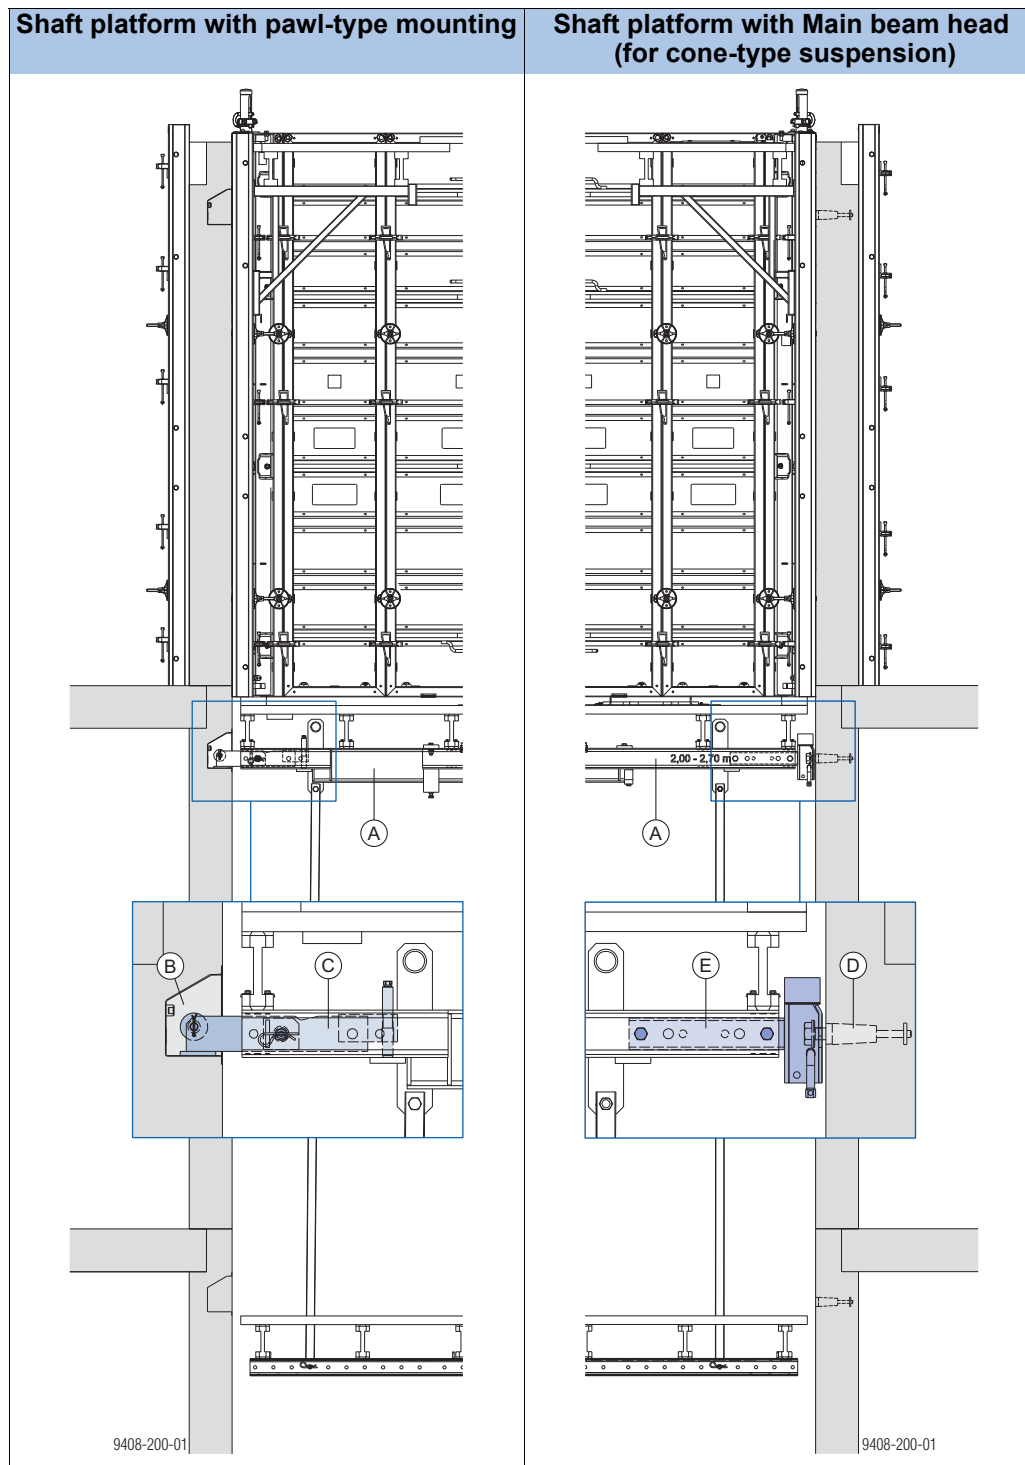 Shaft platform with pawl-type mounting
Shaft platform with Main beam head
(for cone-type suspension)
2,00 - 2,70 m
A
A
B
C
E
D
9408-200-01
9408-200-01